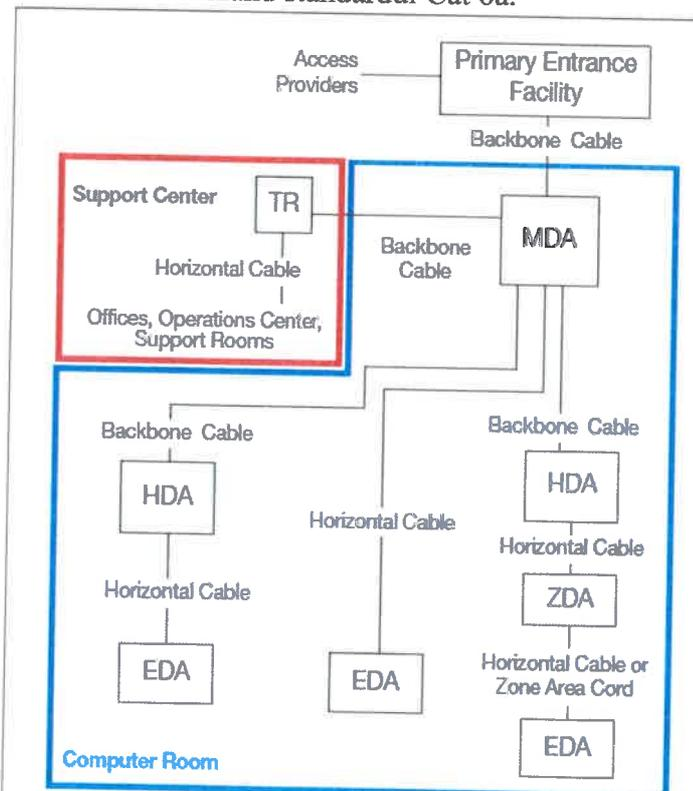 Access
Providers
Primary Entrance
Facility
Backbone Cable
Support Center
TR
MDA
Backbone
Cable
Horizontal Cable
Offices, Operations Center,
Support Rooms
Backbone Cable
Backbone Cable
HDA
HDA
Horizontal Cable
Horizontal Cable
Horizontal Cable
ZDA
EDA
EDA
Horizontal Cable or
Zone Area Cord
EDA
Computer Room